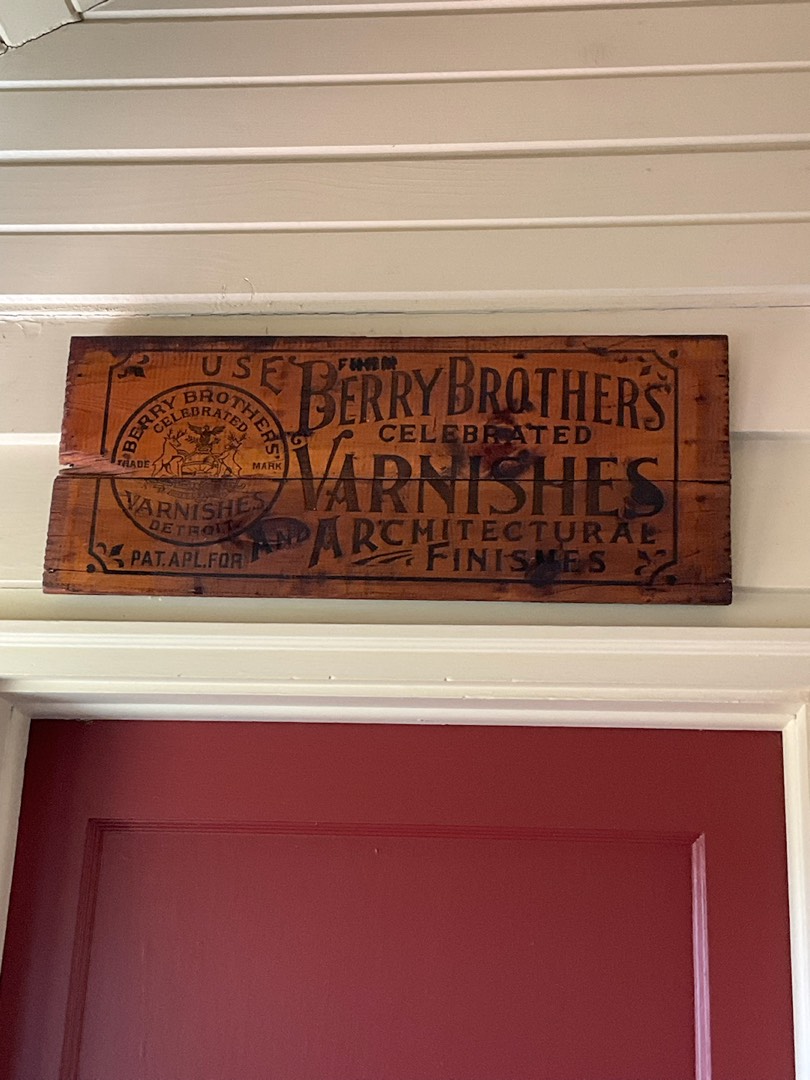 USE
BERRY BROTHERS
CELEBRATED
VARNISHES
AND ARCHITECTURAL
FINISHES
BERRY BROTHERS'
CELEBRATED
TRADE MARK
VARNISHES
DETROIT
PAT. APL. FOR